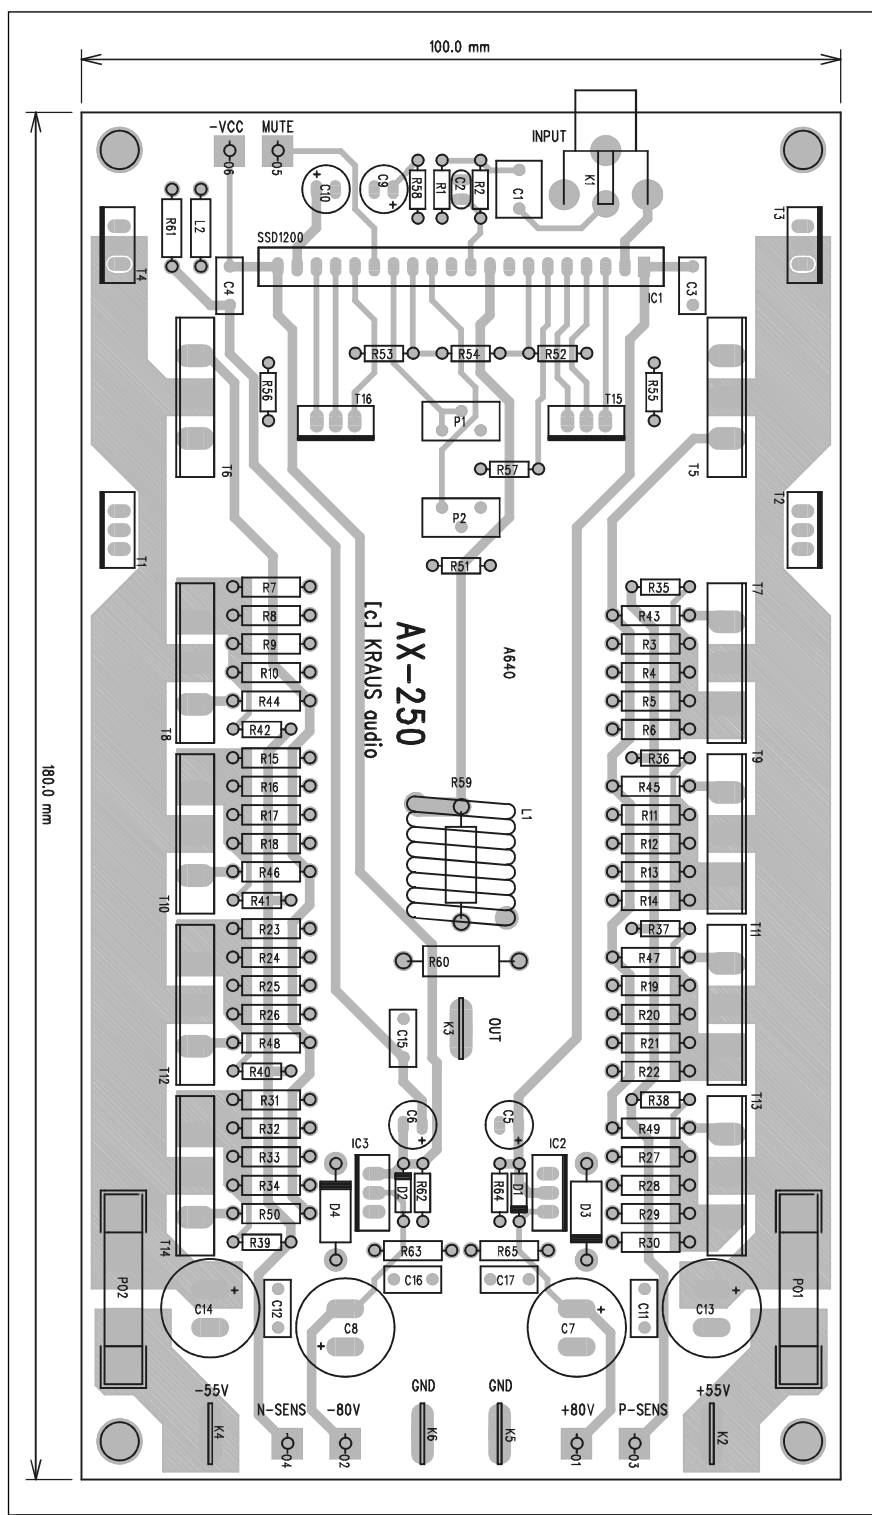 100.0 mm
-VCC MUTE
INPUT
K1
06
05
C10
C9
R58
R1
C2
R2
C1
R61
L2
T4
T3
SSD1200
IC1
C4
C3
R53
R54
R52
R56
R55
T16
T15
P1
T6
T5
R57
P2
T1
T2
R51
R7
R35
T7
R8
R43
R9
R3
R10
R4
R44
R5
R42
R6
T8
AX-250
[c] KRAUS audio
A640
180.0 mm
R15
R36
T9
R16
R45
R17
R11
R18
R12
R46
R13
R41
R14
T10
R59
L1
R23
R37
T11
R24
R47
R25
R19
R26
R20
R48
R21
R40
R22
T12
R60
K3
OUT
C15
R31
R38
T13
R32
R49
R33
R27
R34
R28
R50
R29
R39
R30
T14
C6
C5
IC3
IC2
D4
D2
R62
R64
D1
D3
R63
R65
C16
C17
PO2
C14
C12
C8
C7
C11
C13
PO1
-55V
N-SENS
-80V
GND
GND
+80V
P-SENS
+55V
K4
04
02
K6
K5
01
03
K2